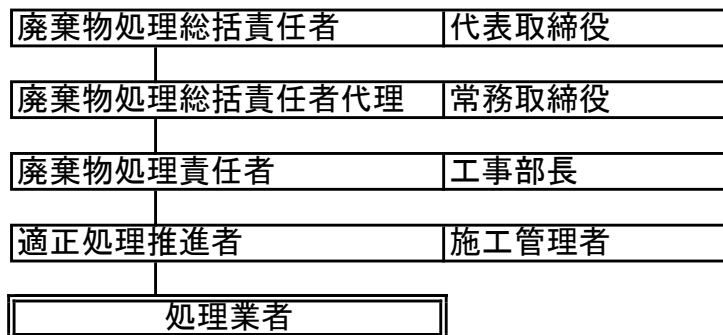 廃棄物処理総括責任者 代表取締役
廃棄物処理総括責任者代理 常務取締役
廃棄物処理責任者 工事部長
適正処理推進者 施工管理者
処理業者